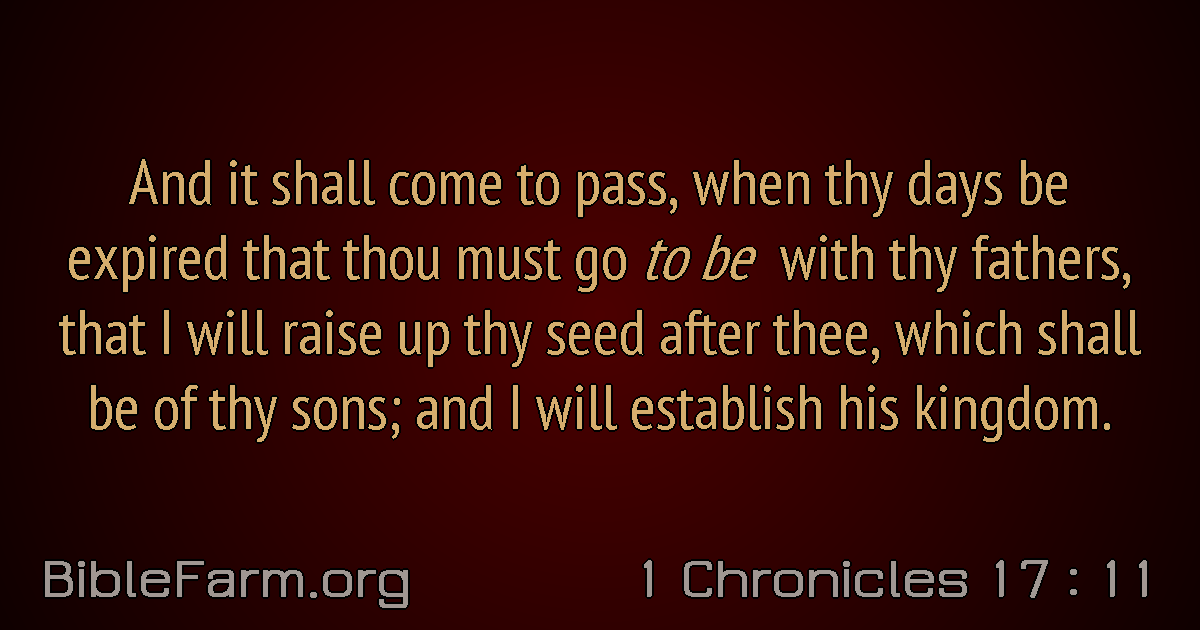 And it shall come to pass, when thy days be
expired that thou must go to be with thy fathers,
that I will raise up thy seed after thee, which shall
be of thy sons; and I will establish his kingdom.
BibleFarm.org 1 Chronicles 17 : 11